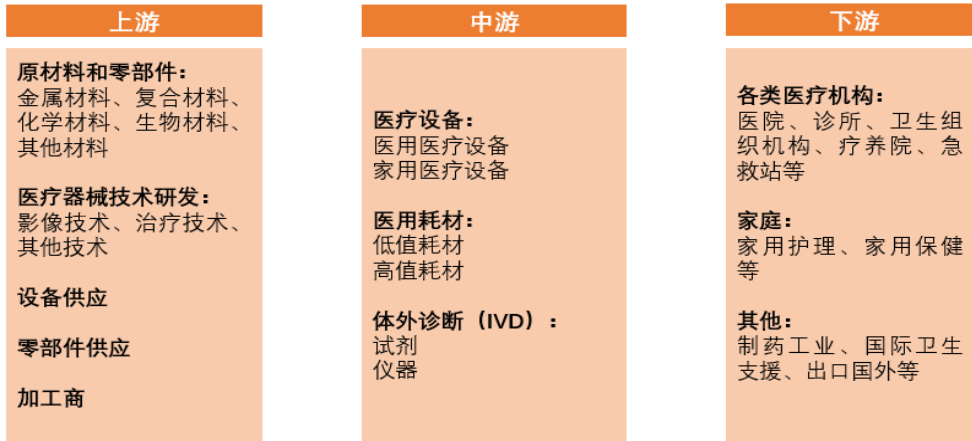 上游
原材料和零部件：
金属材料、复合材料、
化学材料、生物材料、
其他材料
医疗器械技术研发：
影像技术、治疗技术、
其他技术
设备供应
零部件供应
加工商
中游
医疗设备：
医用医疗设备
家用医疗设备
医用耗材：
低值耗材
高值耗材
体外诊断（IVD）：
试剂
仪器
下游
各类医疗机构：
医院、诊所、卫生组
织机构、疗养院、急
救站等
家庭：
家用护理、家用保健
等
其他：
制药工业、国际卫生
支援、出口国外等